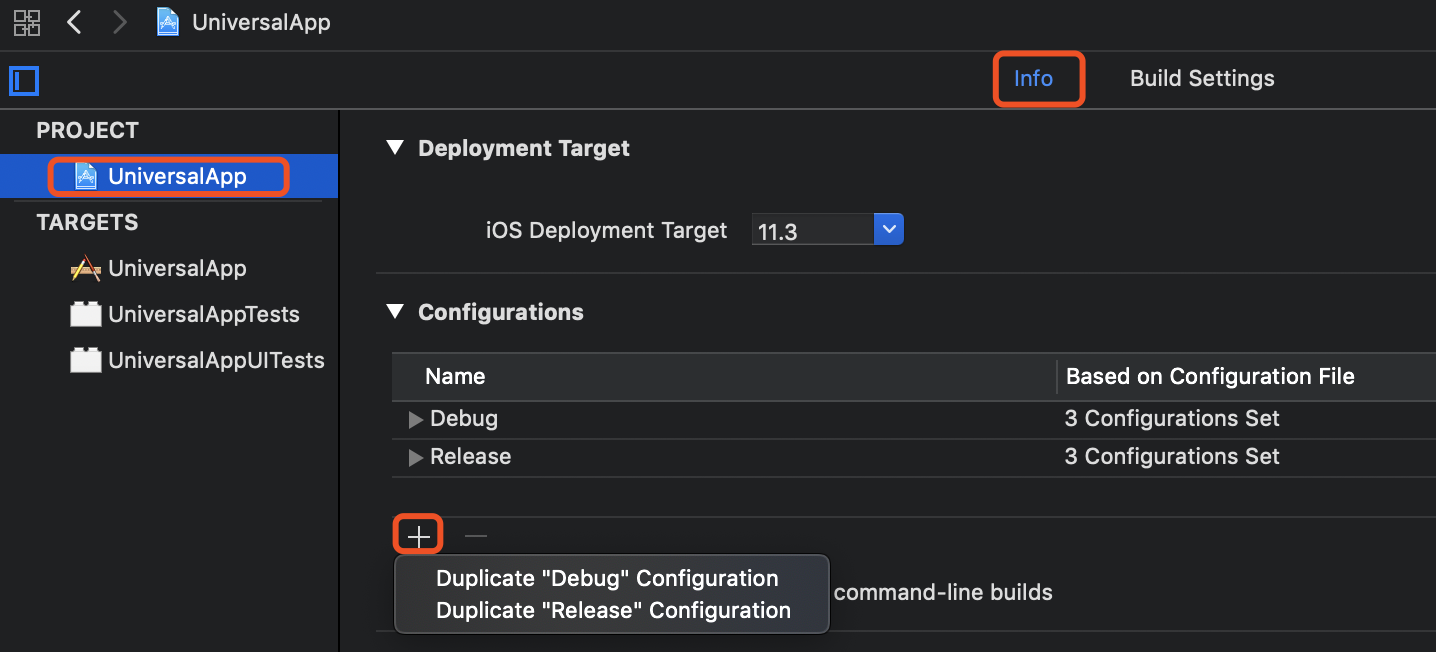 UniversalApp
Info Build Settings
PROJECT
UniversalApp
TARGETS
UniversalApp
UniversalAppTests
UniversalAppUITests
Deployment Target
iOS Deployment Target 11.3
Configurations
Name Based on Configuration File
Debug 3 Configurations Set
Release 3 Configurations Set
Duplicate "Debug" Configuration
Duplicate "Release" Configuration
command-line builds